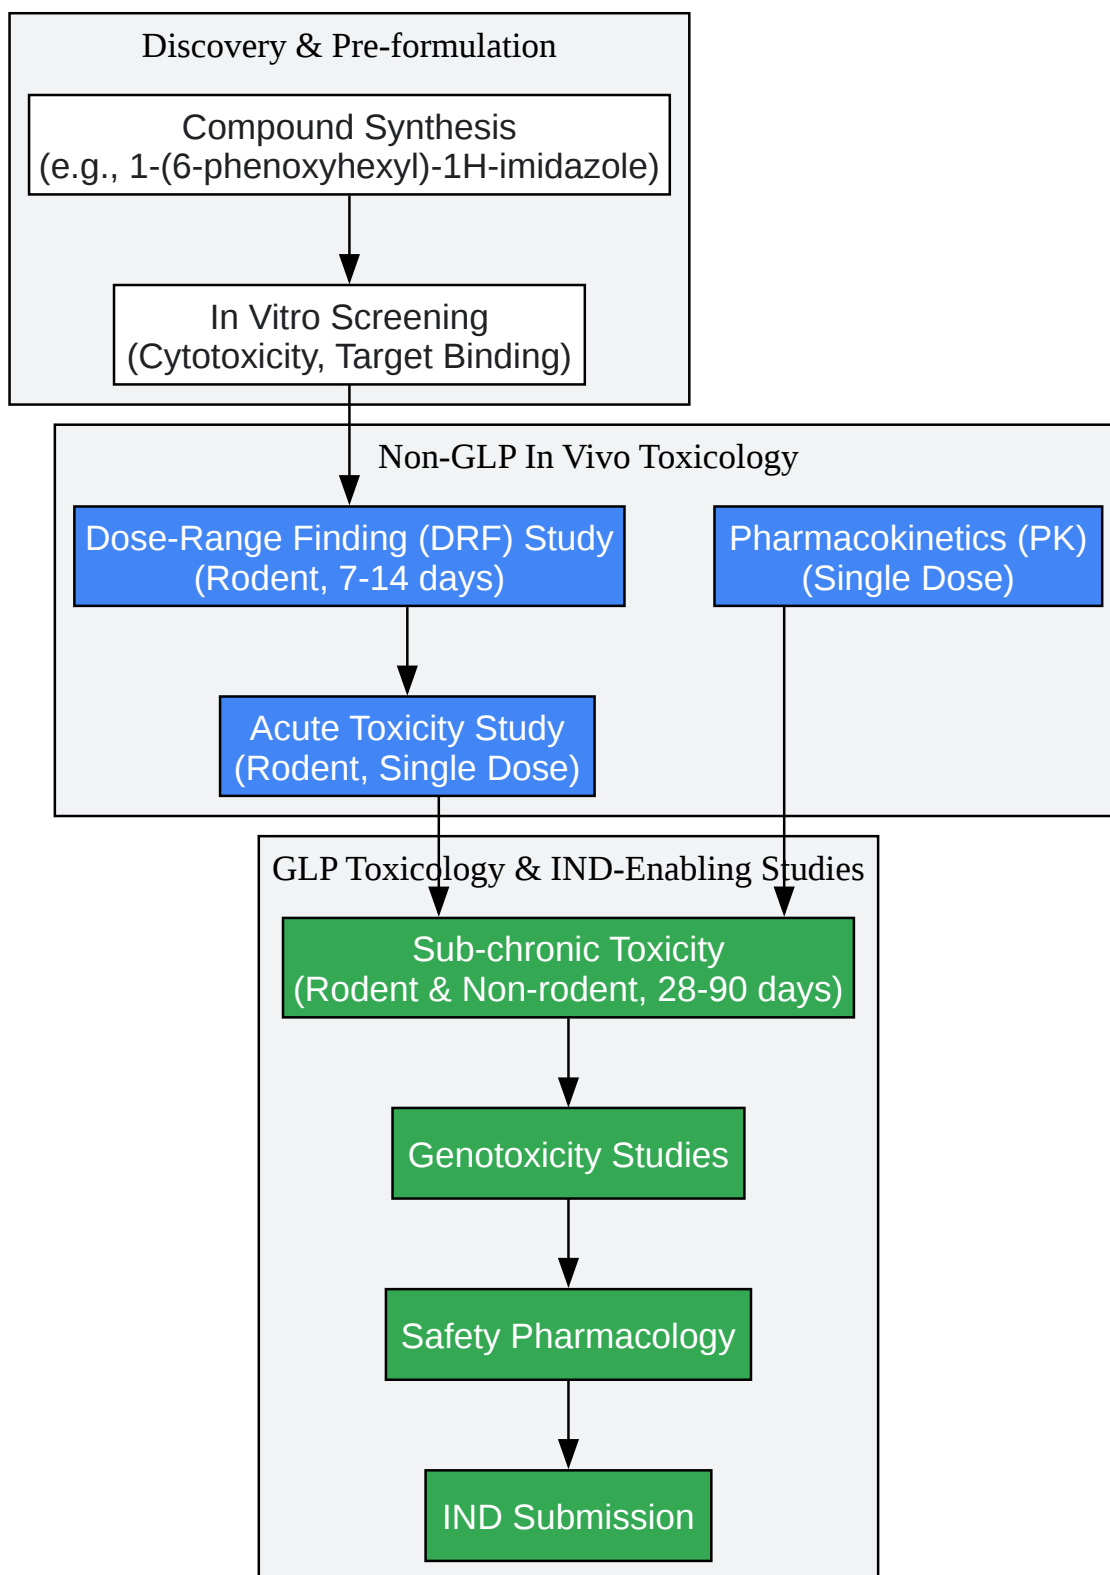 Discovery & Pre-formulation
Compound Synthesis
(e.g., 1-(6-phenoxyhexyl)-1H-imidazole)
In Vitro Screening
(Cytotoxicity, Target Binding)
Non-GLP In Vivo Toxicology
Dose-Range Finding (DRF) Study
(Rodent, 7-14 days)
Pharmacokinetics (PK)
(Single Dose)
Acute Toxicity Study
(Rodent, Single Dose)
GLP Toxicology & IND-Enabling Studies
Sub-chronic Toxicity
(Rodent & Non-rodent, 28-90 days)
Genotoxicity Studies
Safety Pharmacology
IND Submission